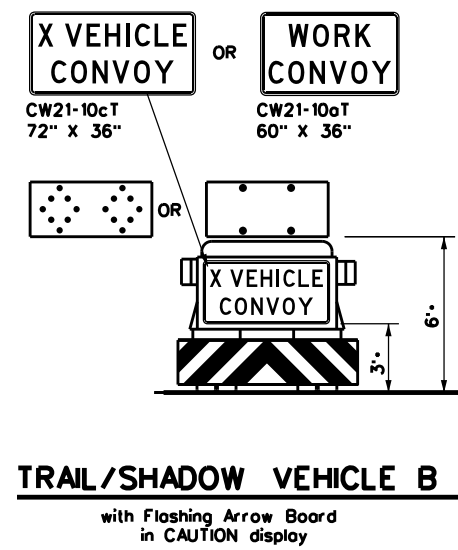 X VEHICLE
CONVOY
OR
WORK
CONVOY
CW21-10cT
72" X 36"
CW21-10aT
60" X 36"
OR
X VEHICLE
CONVOY
6'±
3'±
TRAIL/SHADOW VEHICLE B
with Flashing Arrow Board
in CAUTION display